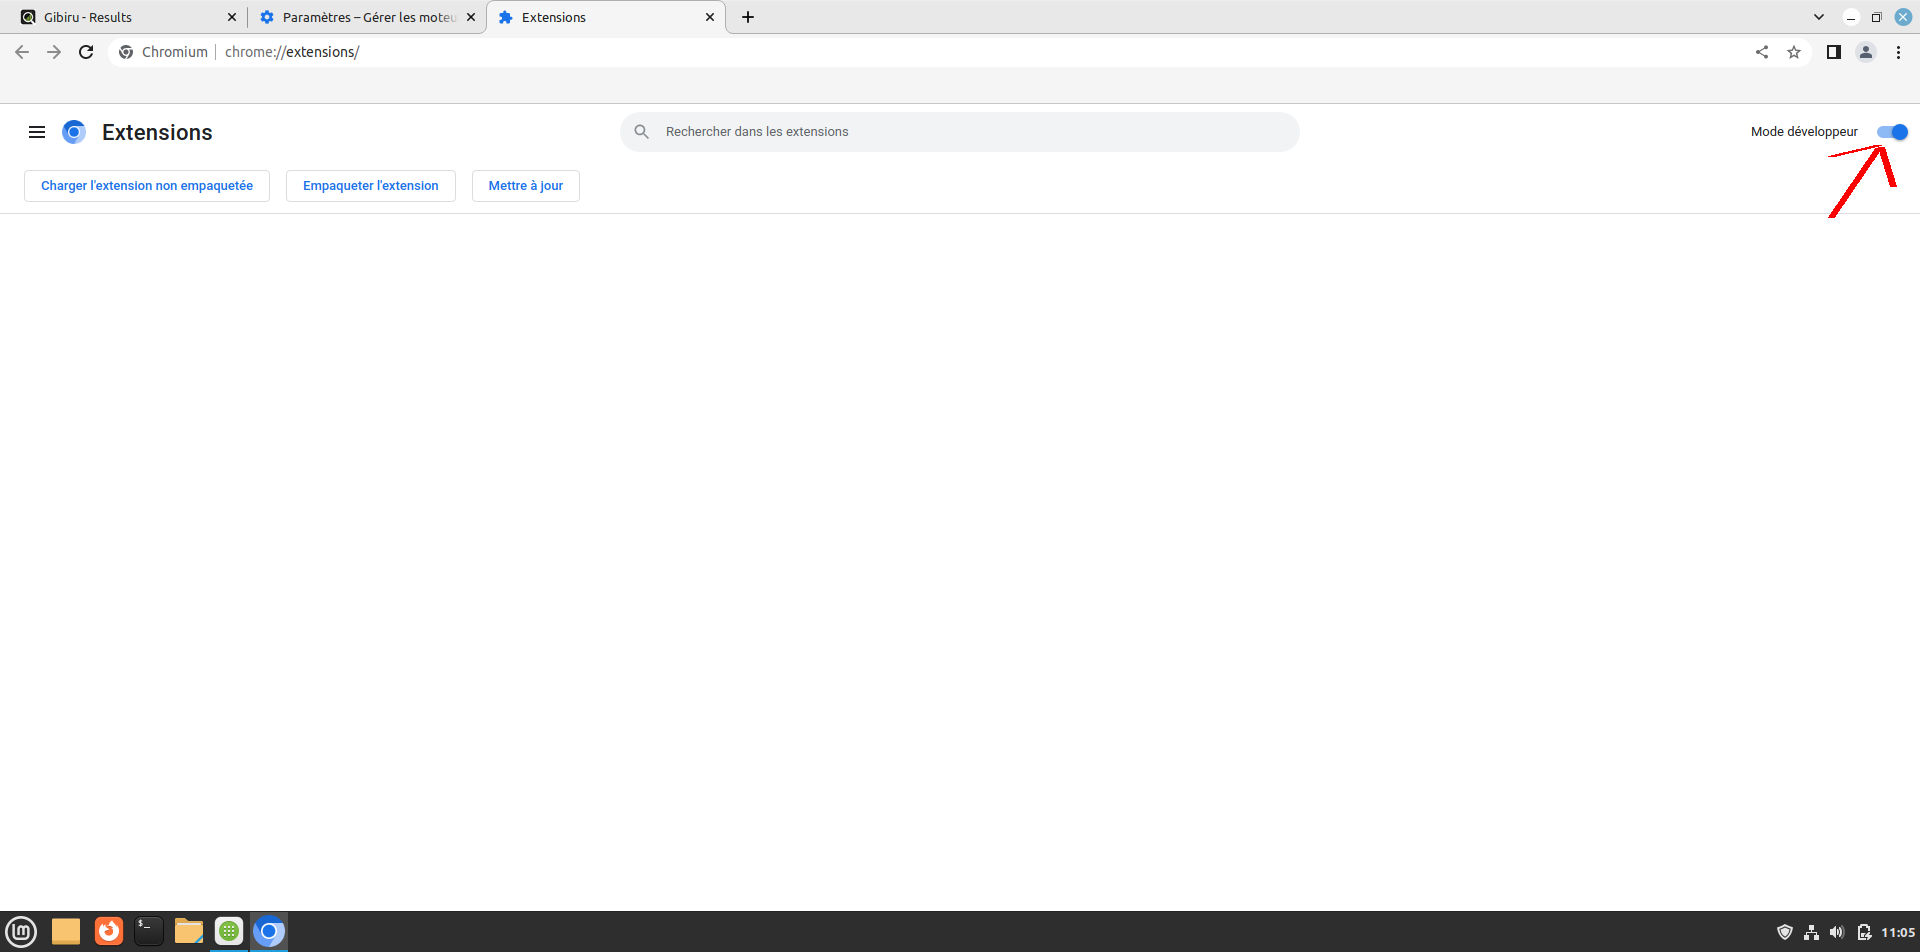 Gibiru - Results
Paramètres – Gérer les moteu
Extensions
Chromium
chrome://extensions/
Extensions
Rechercher dans les extensions
Mode développeur
Charger l'extension non empaquetée
Empaqueter l'extension
Mettre à jour
$_
11:05